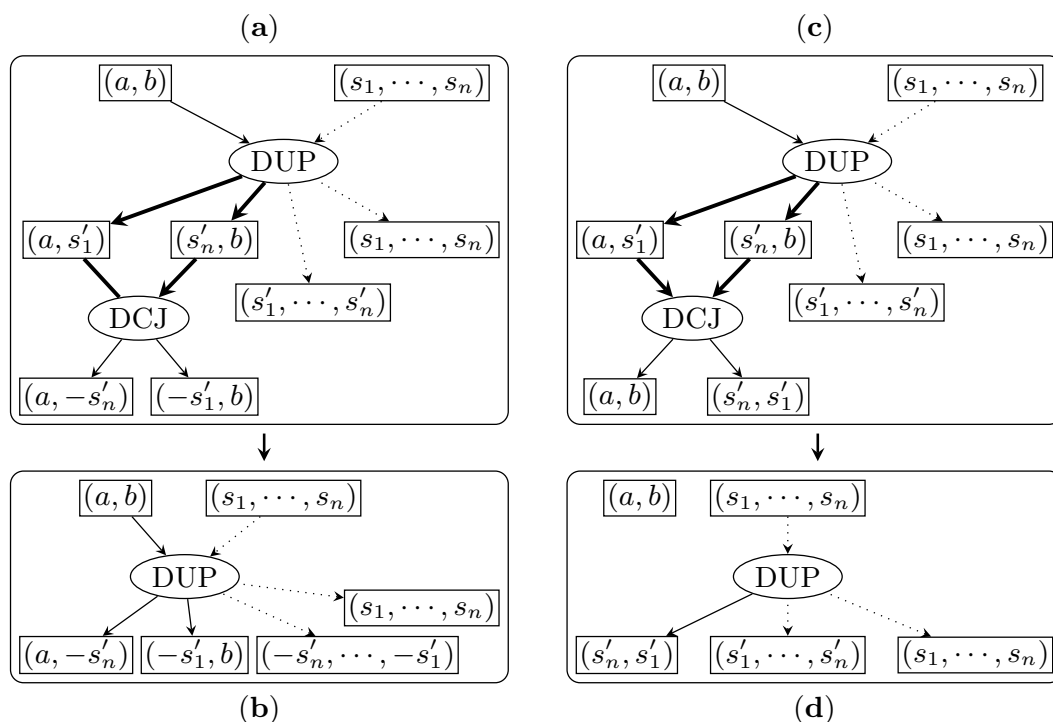 (a)
(a, b) (s₁, ⋯, sₙ)
DUP
(a, s′₁) (s′ₙ, b) (s₁, ⋯, sₙ)
(s′₁, ⋯, s′ₙ)
DCJ
(a, −s′ₙ) (−s′₁, b)
(a, b) (s₁, ⋯, sₙ)
DUP
(s₁, ⋯, sₙ)
(a, −s′ₙ) (−s′₁, b) (−s′ₙ, ⋯, −s′₁)
(b)
(c)
(a, b) (s₁, ⋯, sₙ)
DUP
(a, s′₁) (s′ₙ, b) (s₁, ⋯, sₙ)
(s′₁, ⋯, s′ₙ)
DCJ
(a, b) (s′ₙ, s′₁)
(a, b) (s₁, ⋯, sₙ)
DUP
(s′ₙ, s′₁) (s′₁, ⋯, s′ₙ) (s₁, ⋯, sₙ)
(d)